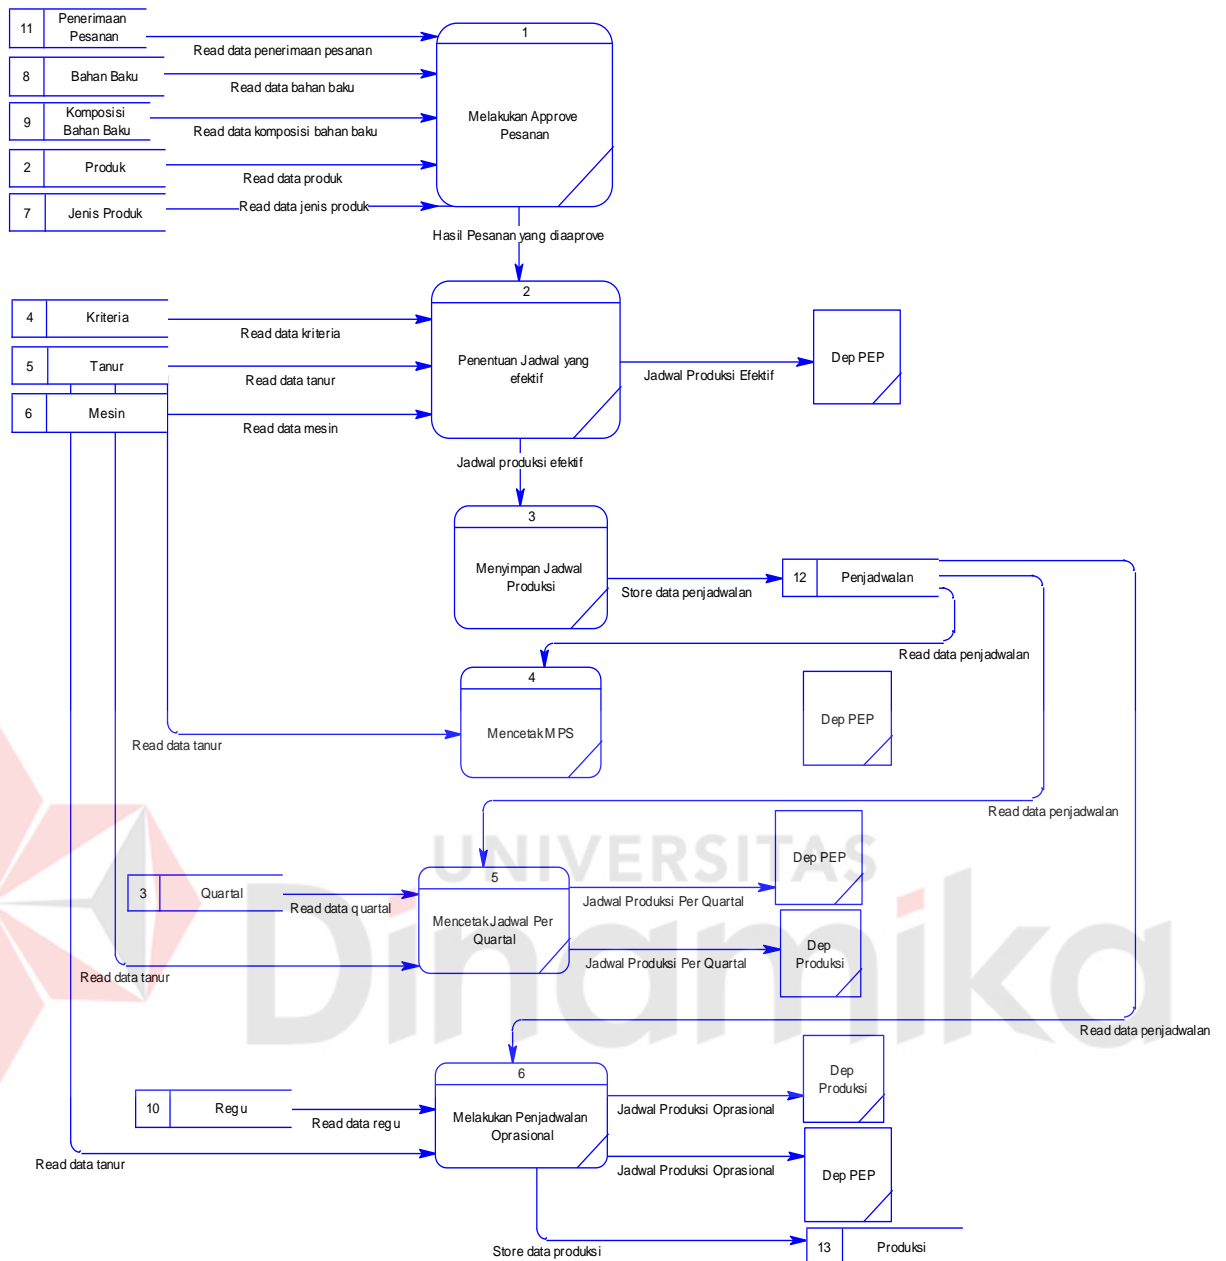 11
Penerimaan
Pesanan
Read data penerimaan pesanan
8
Bahan Baku
Read data bahan baku
9
Komposisi
Bahan Baku
Read data komposisi bahan baku
2
Produk
Read data produk
7
Jenis Produk
Read data jenis produk
1
Melakukan Approve
Pesanan
Hasil Pesanan yang diaaprove
4
Kriteria
Read data kriteria
5
Tanur
Read data tanur
6
Mesin
Read data mesin
2
Penentuan Jadwal yang
efektif
Jadwal Produksi Efektif
Dep PEP
Jadwal produksi efektif
3
Menyimpan Jadwal
Produksi
Store data penjadwalan
12
Penjadwalan
Read data penjadwalan
4
Mencetak MPS
Read data tanur
Dep PEP
Read data penjadwalan
UNIVERSITAS
Dinamika
3
Quartal
Read data quartal
5
Mencetak Jadwal Per
Quartal
Read data tanur
Jadwal Produksi Per Quartal
Dep PEP
Jadwal Produksi Per Quartal
Dep
Produksi
Read data penjadwalan
10
Regu
Read data regu
6
Melakukan Penjadwalan
Oprasional
Read data tanur
Jadwal Produksi Oprasional
Dep
Produksi
Jadwal Produksi Oprasional
Dep PEP
Store data produksi
13
Produksi